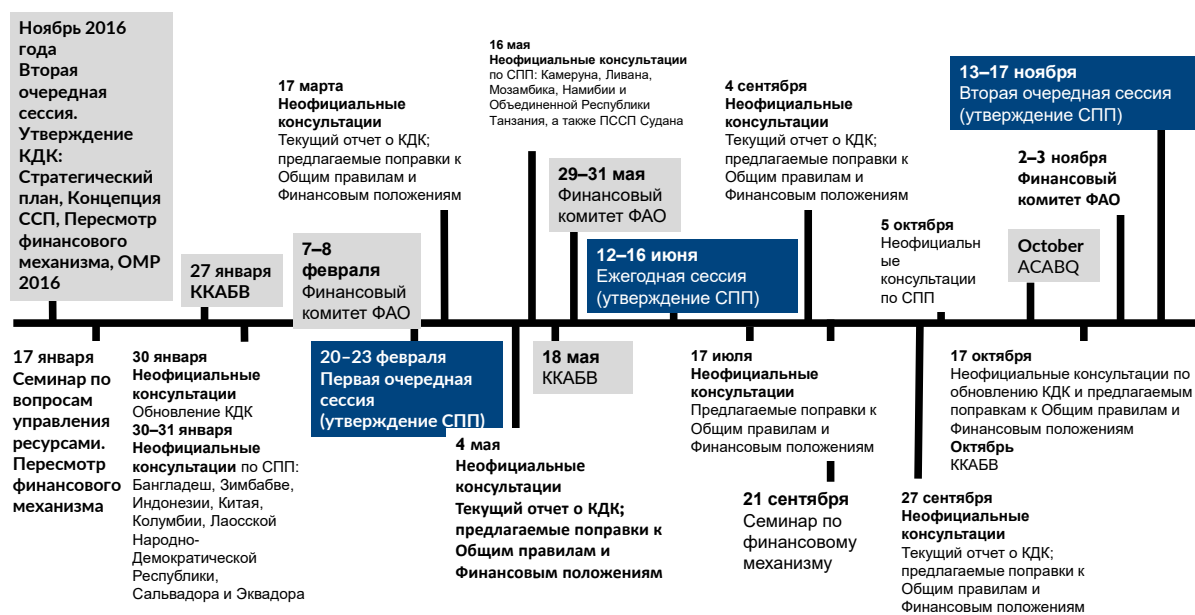 Ноябрь 2016
года
Вторая
очередная
сессия.
Утверждение
КДК:
Стратегический
план, Концепция
ССП, Пересмотр
финансового
механизма, ОМР
2016
27 января
ККАБВ
7–8
февраля
Финансовый
комитет ФАО
17 марта
Неофициальные
консультации
Текущий отчет о КДК;
предлагаемые поправки к
Общим правилам и
Финансовым положениям
16 мая
Неофициальные консультации
по СПП: Камеруна, Ливана,
Мозамбика, Намибии и
Объединенной Республики
Танзания, а также ПССП Судана
29–31 мая
Финансовый
комитет ФАО
12–16 июня
Ежегодная сессия
(утверждение СПП)
4 сентября
Неофициальные
консультации
Текущий отчет о КДК;
предлагаемые поправки к
Общим правилам и
Финансовым положениям
5 октября
Неофициальн
ые
консультации
по СПП
October
ACABQ
2–3 ноября
Финансовый
комитет ФАО
13–17 ноября
Вторая очередная сессия
(утверждение СПП)
17 января
Семинар по
вопросам
управления
ресурсами.
Пересмотр
финансового
механизма
30 января
Неофициальные
консультации
Обновление КДК
30–31 января
Неофициальные
консультации по СПП:
Бангладеш, Зимбабве,
Индонезии, Китая,
Колумбии, Лаосской
Народно-
Демократической
Республики,
Сальвадора и Эквадора
20–23 февраля
Первая очередная
сессия
(утверждение СПП)
4 мая
Неофициальные
консультации
Текущий отчет о КДК;
предлагаемые поправки к
Общим правилам и
Финансовым положениям
18 мая
ККАБВ
17 июля
Неофициальные
консультации
Предлагаемые поправки к
Общим правилам и
Финансовым положениям
21 сентября
Семинар по
финансовому
механизму
27 сентября
Неофициальные
консультации
Текущий отчет о КДК;
предлагаемые поправки к
Общим правилам и
Финансовым положениям
17 октября
Неофициальные консультации по
обновлению КДК и предлагаемым
поправкам к Общим правилам и
Финансовым положениям
Октябрь
ККАБВ